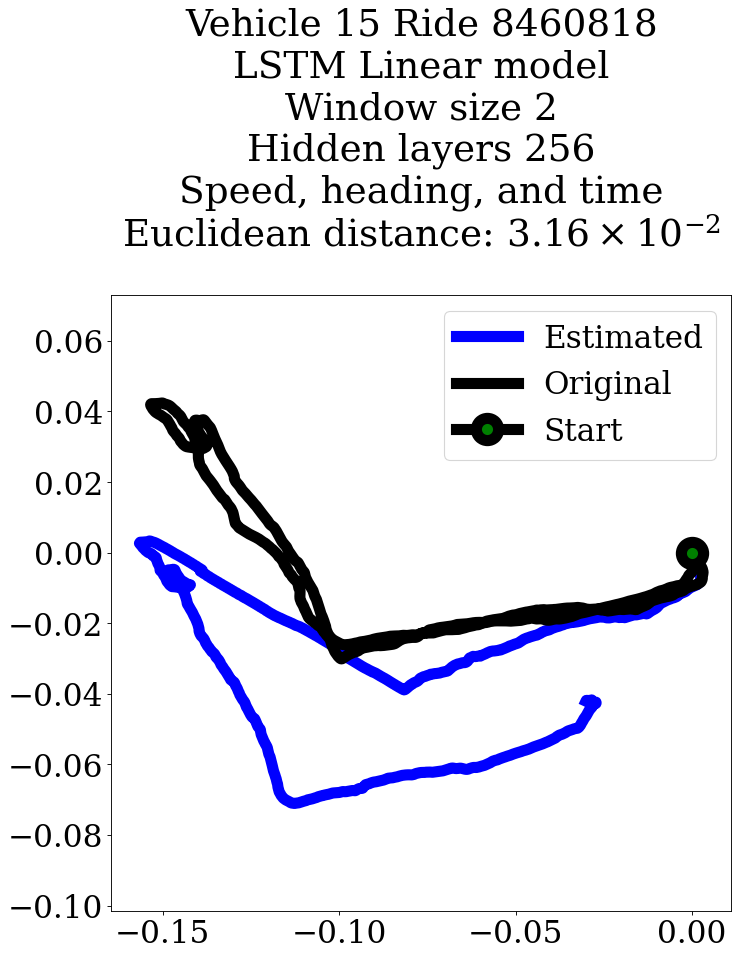 Vehicle 15 Ride 8460818
LSTM Linear model
Window size 2
Hidden layers 256
Speed, heading, and time
Euclidean distance: 3.16 × 10⁻²
Estimated
Original
Start
0.06
0.04
0.02
0.00
−0.02
−0.04
−0.06
−0.08
−0.10
−0.15
−0.10
−0.05
0.00